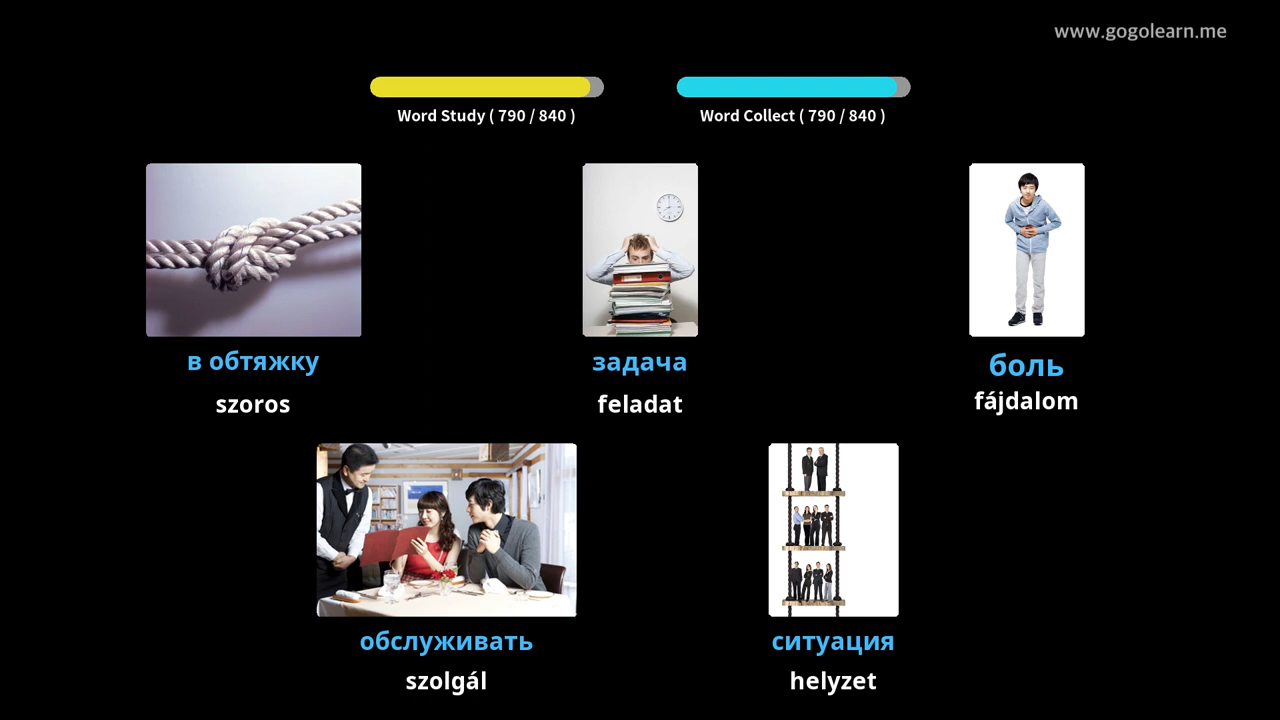 www.gogolearn.me
Word Study ( 790 / 840 )
Word Collect ( 790 / 840 )
в обтяжку
szoros
задача
feladat
боль
fájdalom
обслуживать
szolgál
ситуация
helyzet